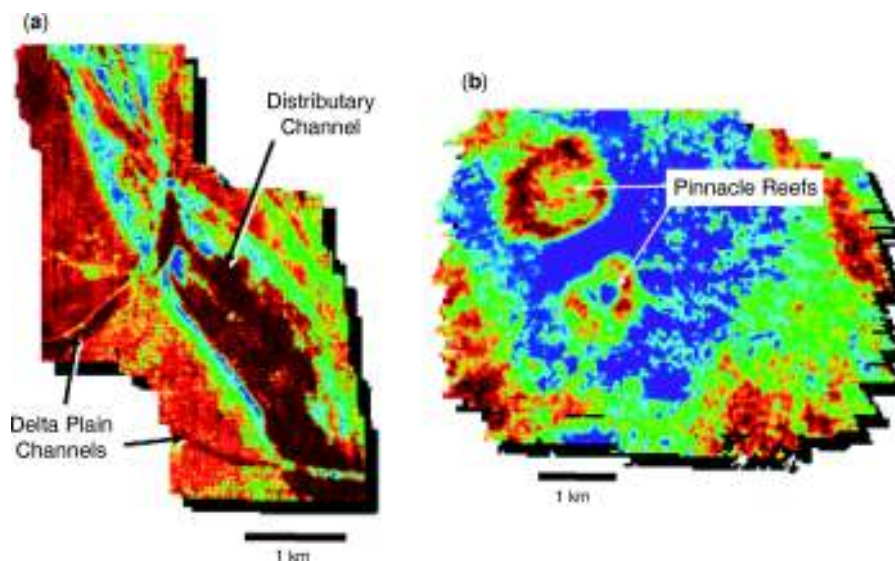 (a)
Distributary
Channel
Delta Plain
Channels
1 km
(b)
Pinnacle Reefs
1 km